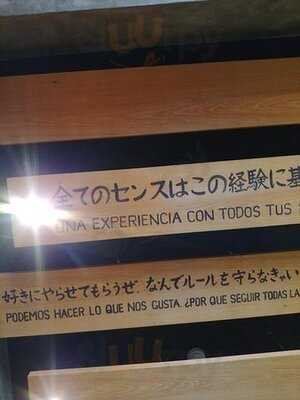 全てのセンスはこの経験に基
UNA EXPERIENCIA CON TODOS TUS
好きにやらせてもらうぜ。なんでルールを守らなきゃい
PODEMOS HACER LO QUE NOS GUSTA. ¿POR QUE SEGUIR TODAS LA